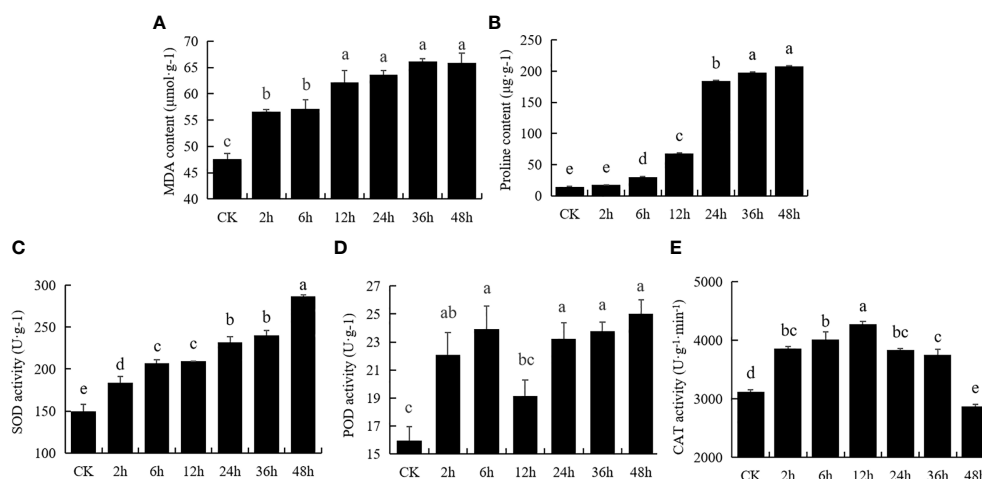 A
MDA content (μmol·g-1)
70
65
60
55
50
45
40
c
b
b
a
a
a
a
CK 2h 6h 12h 24h 36h 48h
B
Proline content (μg·g-1)
250
200
150
100
50
0
e
e
d
c
b
a
a
CK 2h 6h 12h 24h 36h 48h
C
SOD activity (U·g-1)
300
250
200
150
100
e
d
c
c
b
b
a
CK 2h 6h 12h 24h 36h 48h
D
POD activity (U·g-1)
27
25
22
21
18
16
15
c
ab
a
bc
a
a
a
CK 2h 6h 12h 24h 36h 48h
E
CAT activity (U·g-1·min-1)
5000
4000
3000
2000
d
bc
b
a
bc
c
e
CK 2h 6h 12h 24h 36h 48h